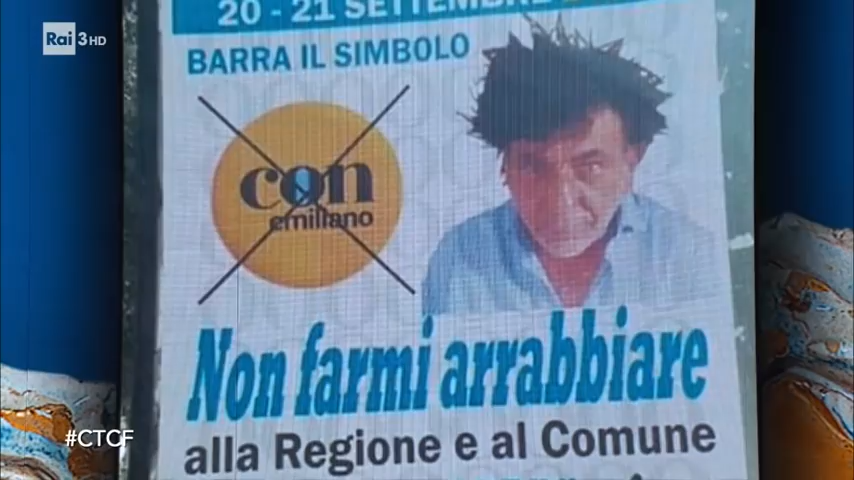 Rai 3HD
20 - 21 SETTEMBRE
BARRA IL SIMBOLO
con
emiliano
Non farmi arrabbiare
alla Regione e al Comune
#CTCF